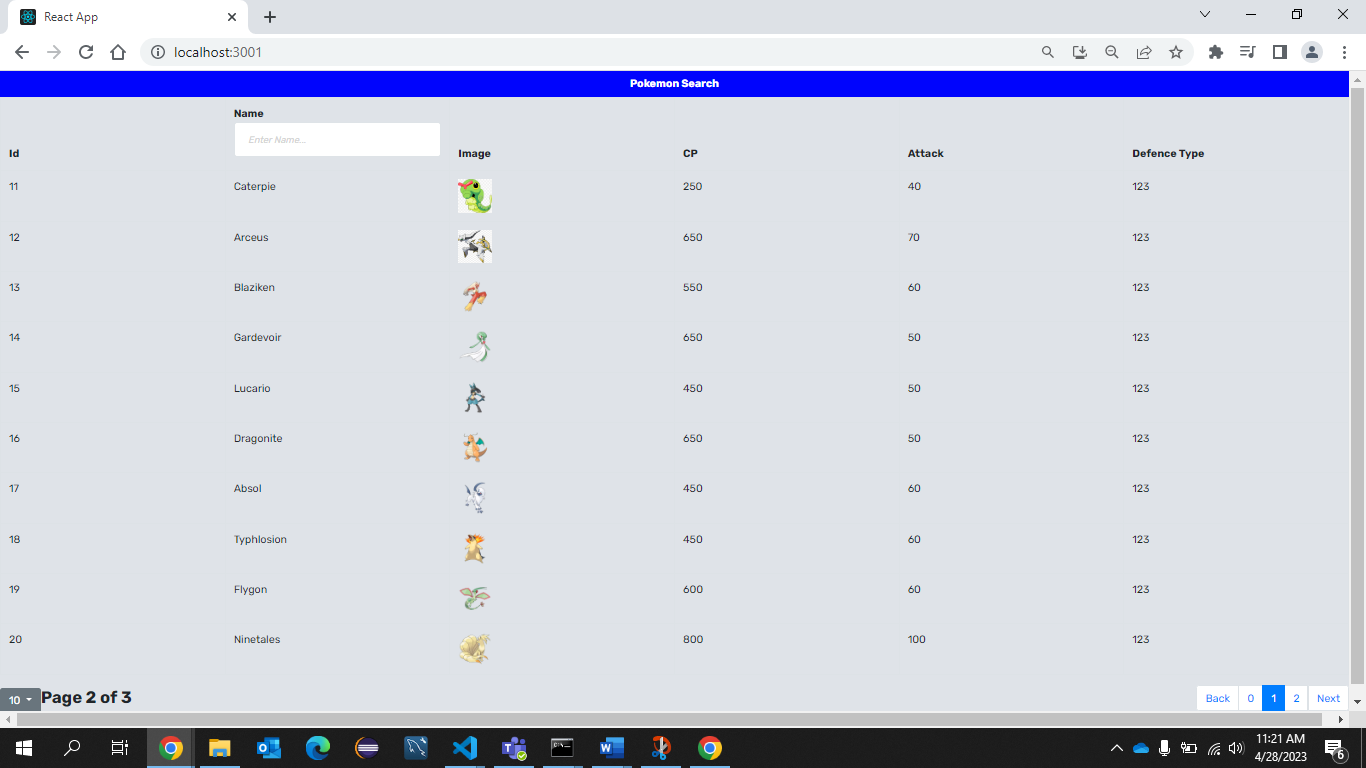 React App
localhost:3001
Pokemon Search
Name
Enter Name...
Id Image CP Attack Defence Type
11 Caterpie 250 40 123
12 Arceus 650 70 123
13 Blaziken 550 60 123
14 Gardevoir 650 50 123
15 Lucario 450 50 123
16 Dragonite 650 50 123
17 Absol 450 60 123
18 Typhlosion 450 60 123
19 Flygon 600 60 123
20 Ninetales 800 100 123
10 Page 2 of 3 Back 0 1 2 Next
11:21 AM
4/28/2023
6